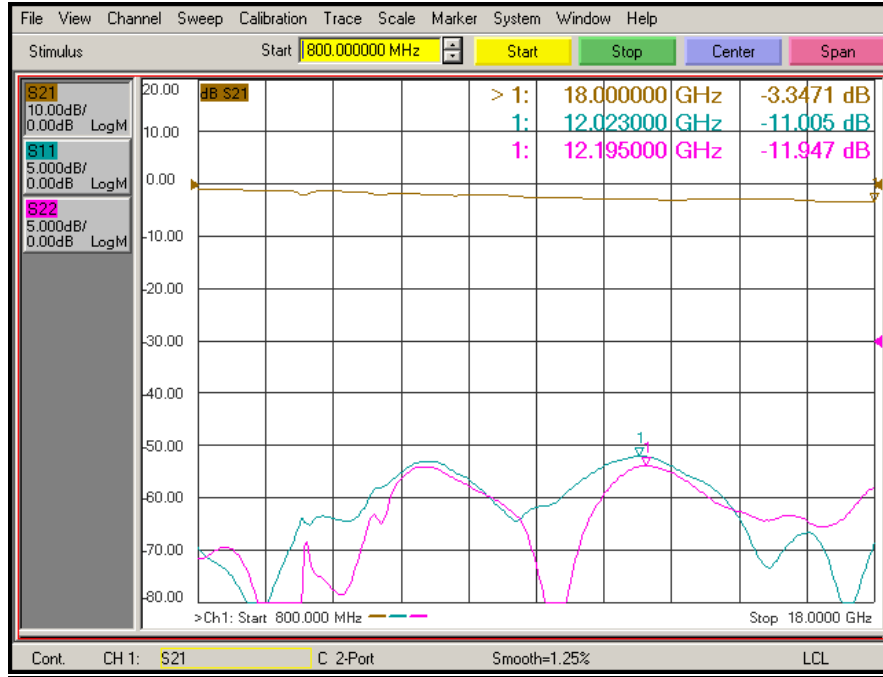 File View Channel Sweep Calibration Trace Scale Marker System Window Help
Stimulus Start 800.000000 MHz Start Stop Center Span
S21
10.00dB/
0.00dB LogM
S11
5.000dB/
0.00dB LogM
S22
5.000dB/
0.00dB LogM
dB S21
> 1: 18.000000 GHz -3.3471 dB
1: 12.023000 GHz -11.005 dB
1: 12.195000 GHz -11.947 dB
20.00
10.00
0.00
-10.00
-20.00
-30.00
-40.00
-50.00
-60.00
-70.00
-80.00
1
1
>Ch1: Start 800.000 MHz
Stop 18.0000 GHz
Cont. CH 1: S21 C 2-Port Smooth=1.25% LCL